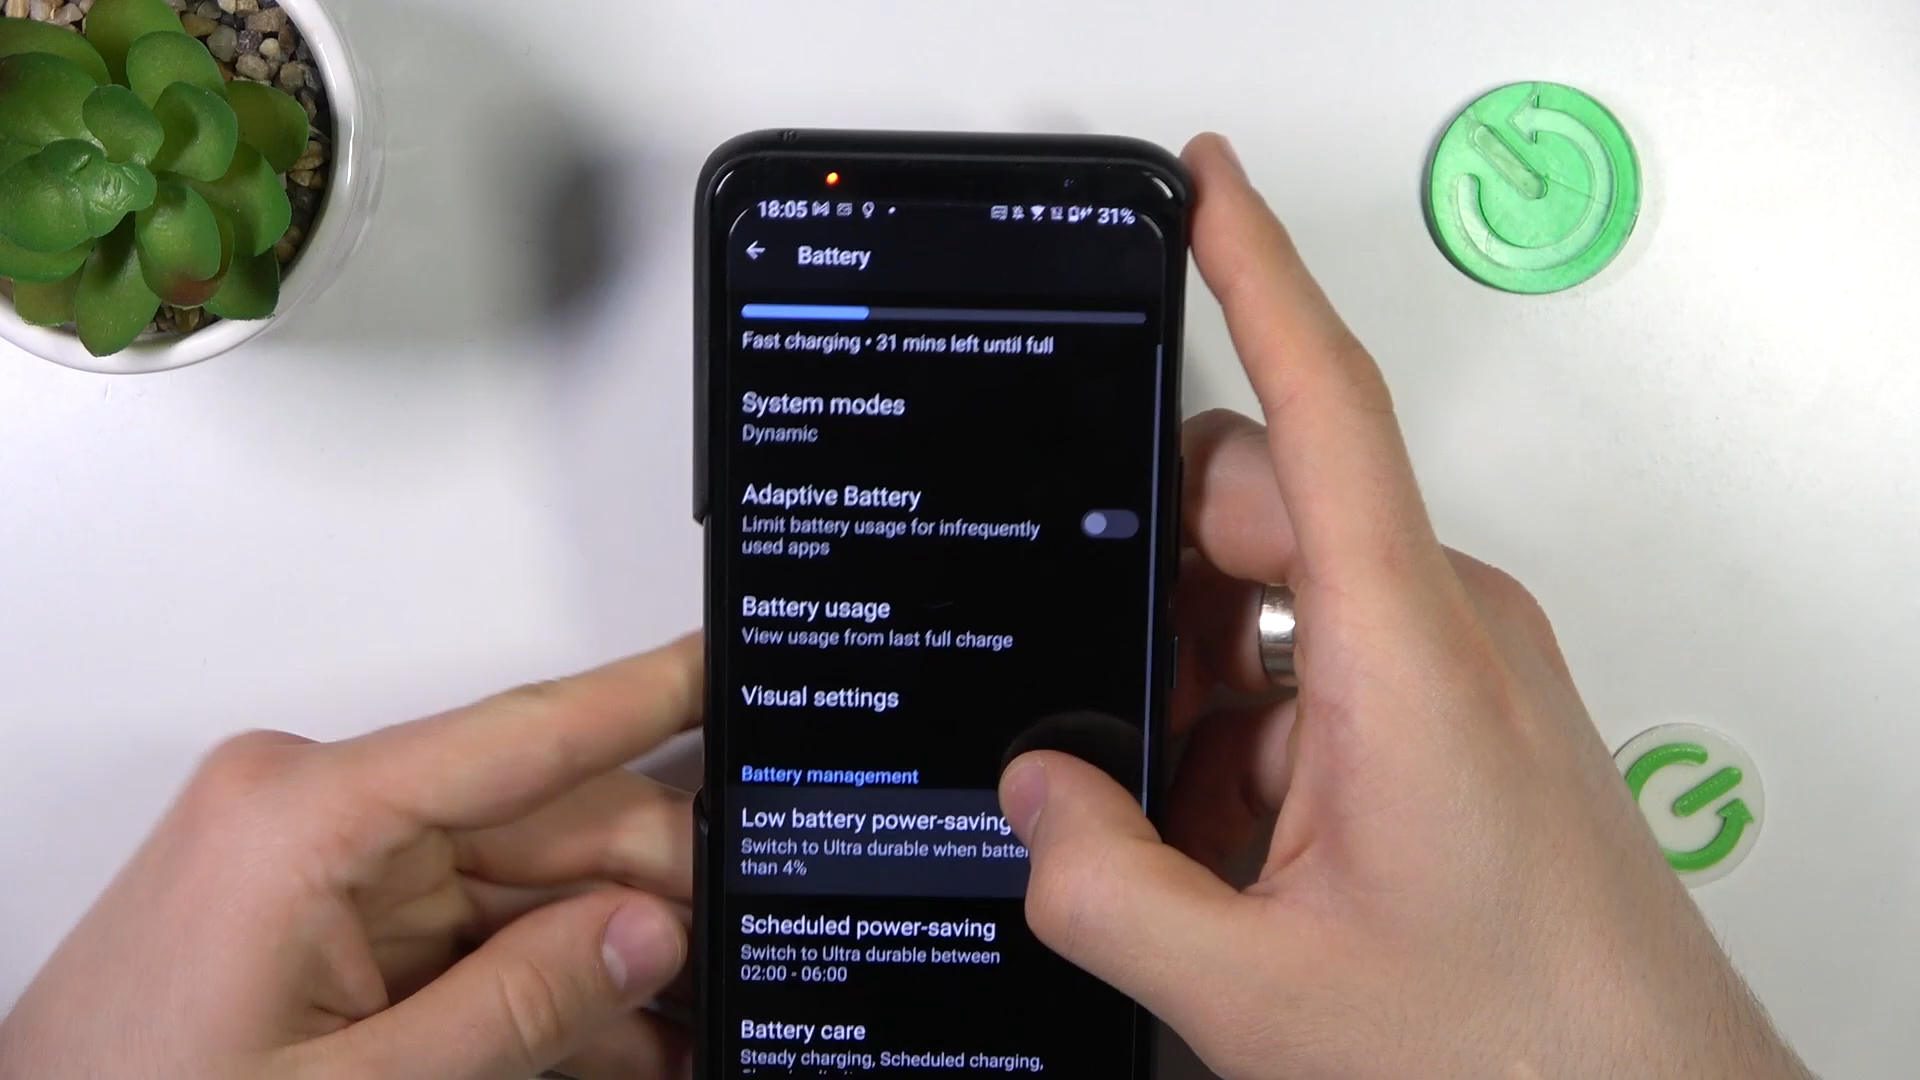 18:05 31%
Battery
Fast charging • 31 mins left until full
System modes
Dynamic
Adaptive Battery
Limit battery usage for infrequently
used apps
Battery usage
View usage from last full charge
Visual settings
Battery management
Low battery power-saving
Switch to Ultra durable when
than 4%
Scheduled power-saving
Switch to Ultra durable between
02:00 - 06:00
Battery care
Steady charging, Scheduled charging,